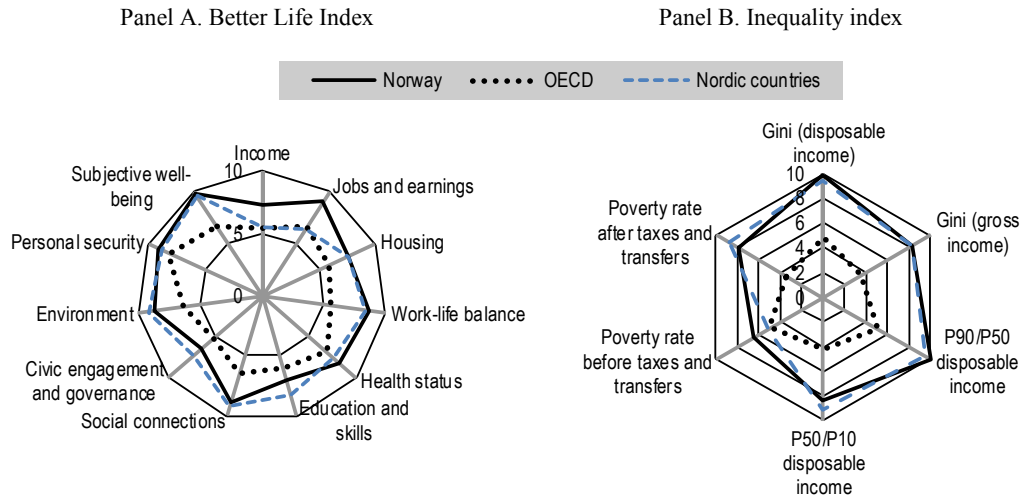 Panel A. Better Life Index
Panel B. Inequality index
Norway
OECD
Nordic countries
Income
10
5
0
Jobs and earnings
Housing
Work-life balance
Health status
Education and
skills
Social connections
Civic engagement
and governance
Environment
Personal security
Subjective well-
being
Gini (disposable
income)
10
8
6
4
2
0
Gini (gross
income)
P90/P50
disposable
income
P50/P10
disposable
income
Poverty rate
before taxes and
transfers
Poverty rate
after taxes and
transfers